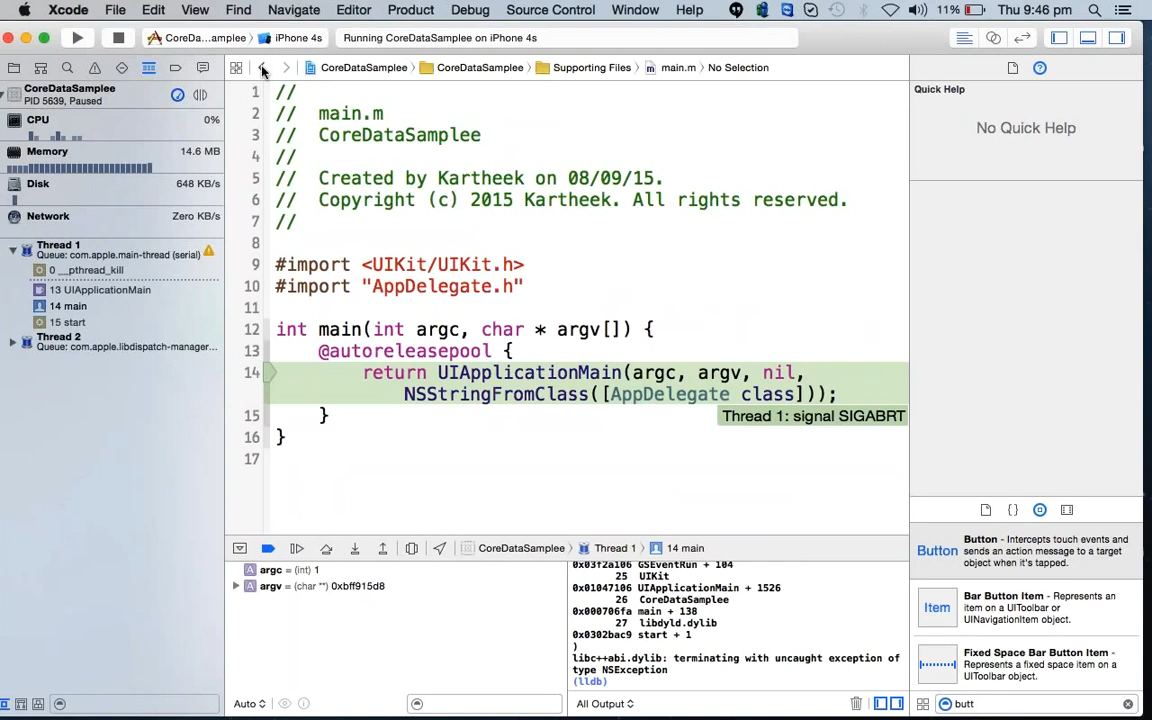 Xcode File Edit View Find Navigate Editor Product Debug Source Control Window Help 11% Thu 9:46 pm
CoreDa...amplee iPhone 4s Running CoreDataSamplee on iPhone 4s
CoreDataSamplee CoreDataSamplee Supporting Files main.m No Selection
CoreDataSamplee
PID 5639, Paused
CPU 0%
Memory 14.6 MB
Disk 648 KB/s
Network Zero KB/s
Thread 1
Queue: com.apple.main-thread (serial)
0 __pthread_kill
13 UIApplicationMain
14 main
15 start
Thread 2
Queue: com.apple.libdispatch-manager...
1 //
2 // main.m
3 // CoreDataSamplee
4 //
5 // Created by Kartheek on 08/09/15.
6 // Copyright (c) 2015 Kartheek. All rights reserved.
7 //
8
9 #import <UIKit/UIKit.h>
10 #import "AppDelegate.h"
11
12 int main(int argc, char * argv[]) {
13 @autoreleasepool {
14 return UIApplicationMain(argc, argv, nil,
NSStringFromClass([AppDelegate class]));
Thread 1: signal SIGABRT
15 }
16 }
17
CoreDataSamplee Thread 1 14 main
argc = (int) 1
argv = (char **) 0xbff915d8
0x03f2a106 GSEventRun + 104
25 UIKit
0x01047106 UIApplicationMain + 1526
26 CoreDataSamplee
0x000706fa main + 138
27 libdyld.dylib
0x0302bac9 start + 1
)
libc++abi.dylib: terminating with uncaught exception of
type NSException
(lldb)
Auto
All Output
Quick Help
No Quick Help
Button
Button - Intercepts touch events and
sends an action message to a target
object when it's tapped.
Item
Bar Button Item - Represents an
item on a UIToolbar or
UINavigationItem object.
Fixed Space Bar Button Item -
Represents a fixed space item on a
UIToolbar object.
butt